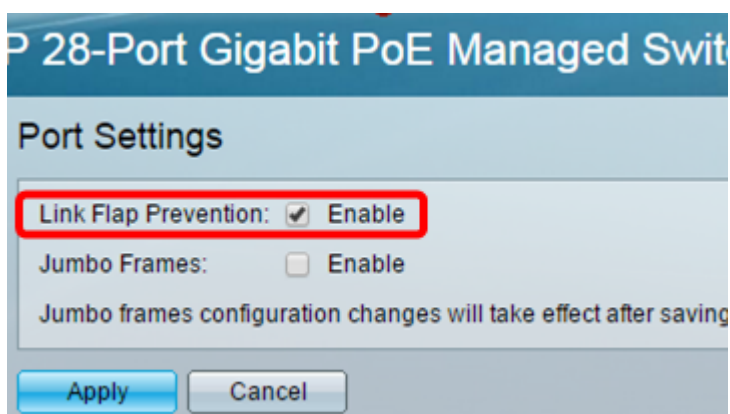 P 28-Port Gigabit PoE Managed
Port Settings
Link Flap Prevention: Enable
Jumbo Frames: Enable
Jumbo frames configuration changes will take effect after saving
Apply Cancel